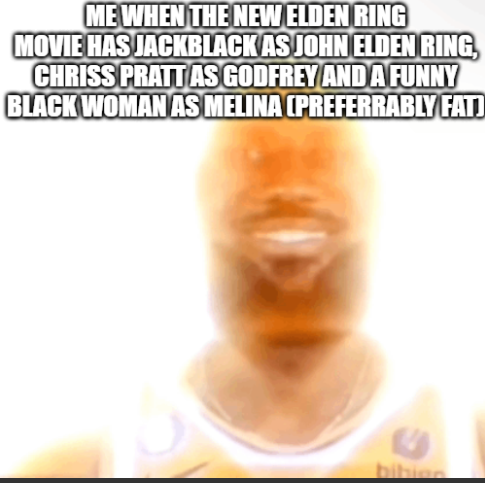 ME WHEN THE NEW ELDEN RING
MOVIE HAS JACKBLACK AS JOHN ELDEN RING,
CHRISS PRATT AS GODFREY AND A FUNNY
BLACK WOMAN AS MELINA (PREFERRABLY FAT)
bibien